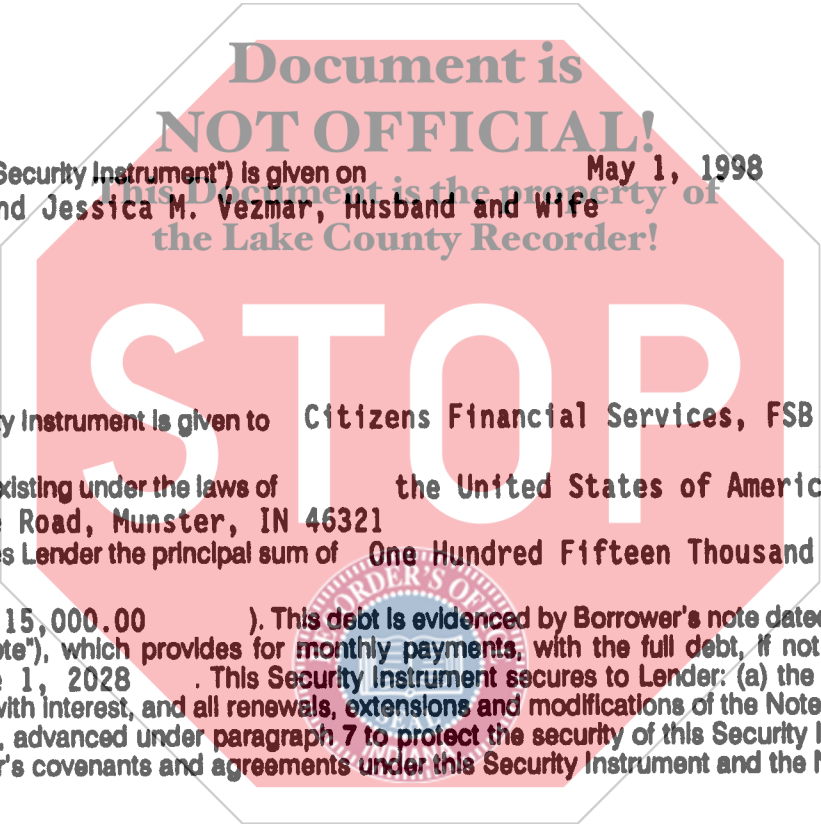 Document is
NOT OFFICIAL!
Security Instrument") is given on May 1, 1998
This Document is the property of
nd Jessica M. Vezmar, Husband and Wife
the Lake County Recorder!
STOP
ty Instrument is given to Citizens Financial Services, FSB
xisting under the laws of the United States of Americ
e Road, Munster, IN 46321
es Lender the principal sum of One Hundred Fifteen Thousand
RECORDER'S OFFICE
15,000.00 ). This debt is evidenced by Borrower's note dated
ote"), which provides for monthly payments, with the full debt, if not
e 1, 2028 . This Security Instrument secures to Lender: (a) the
with interest, and all renewals, extensions and modifications of the Note
SEAL
, advanced under paragraph 7 to protect the security of this Security I
INDIANA
r's covenants and agreements under this Security Instrument and the N